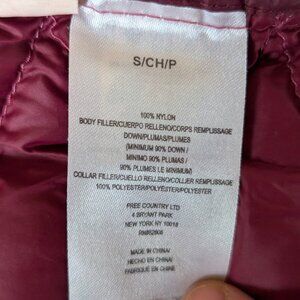 S/CH/P
100% NYLON
BODY FILLER/CUERPO RELLENO/CORPS REMPLISSAGE
DOWN/PLUMAS/PLUMES
(MINIMUM 90% DOWN /
MINIMO 90% PLUMAS /
90% PLUMES LE MINIMUM)
COLLAR FILLER/CUELLO RELLENO/COLLIER REMPLISSAGE
100% POLYESTER/POLYÉSTER/POLYESTER
FREE COUNTRY LTD
4 BRYANT PARK
NEW YORK NY 10018
MADE IN CHINA/
HECHO EN CHINA/
FABRIQUÉ EN CHINE